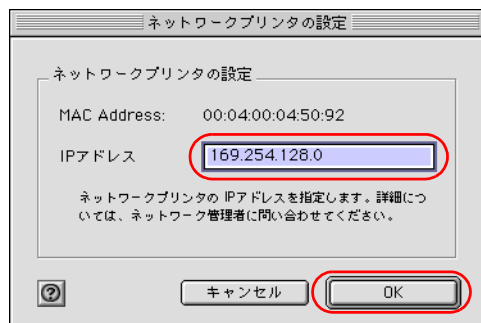 ネットワークプリンタの設定
ネットワークプリンタの設定
MAC Address: 00:04:00:04:50:92
IPアドレス 169.254.128.0
ネットワークプリンタの IPアドレスを指定します。詳細につ
いては、ネットワーク管理者に問い合わせてください。
? キャンセル OK